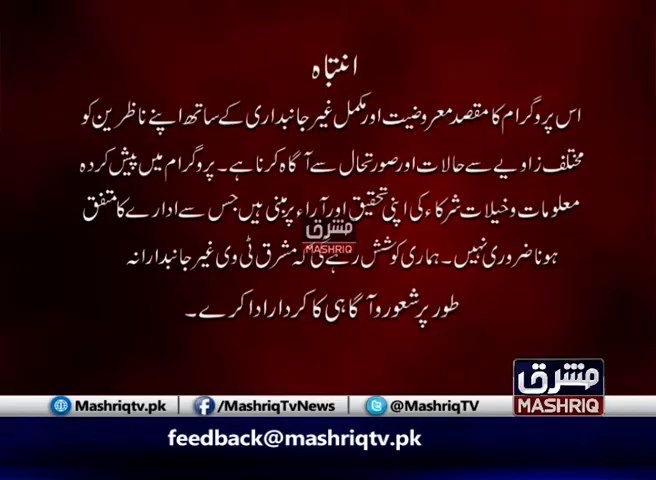 انتباہ
اس پروگرام کا مقصد معروضیت اور مکمل غیر جانبداری کے ساتھ اپنے ناظرین کو
مختلف زاویے سے حالات اور صورتحال سے آگاہ کرنا ہے۔ پروگرام میں پیش کردہ
معلومات و خیلات شرکاء کی اپنی تحقیق اور آراء پر مبنی ہیں جس سے ادارے کا متفق
مشرق
MASHRIQ
ہونا ضروری نہیں۔ ہماری کوشش رہے گی کہ مشرق ٹی وی غیر جانبدارانہ
طور پر شعور و آگاہی کا کردار ادا کرے۔
مشرق
MASHRIQ
Mashriqtv.pk
/MashriqTvNews
@MashriqTV
feedback@mashriqtv.pk